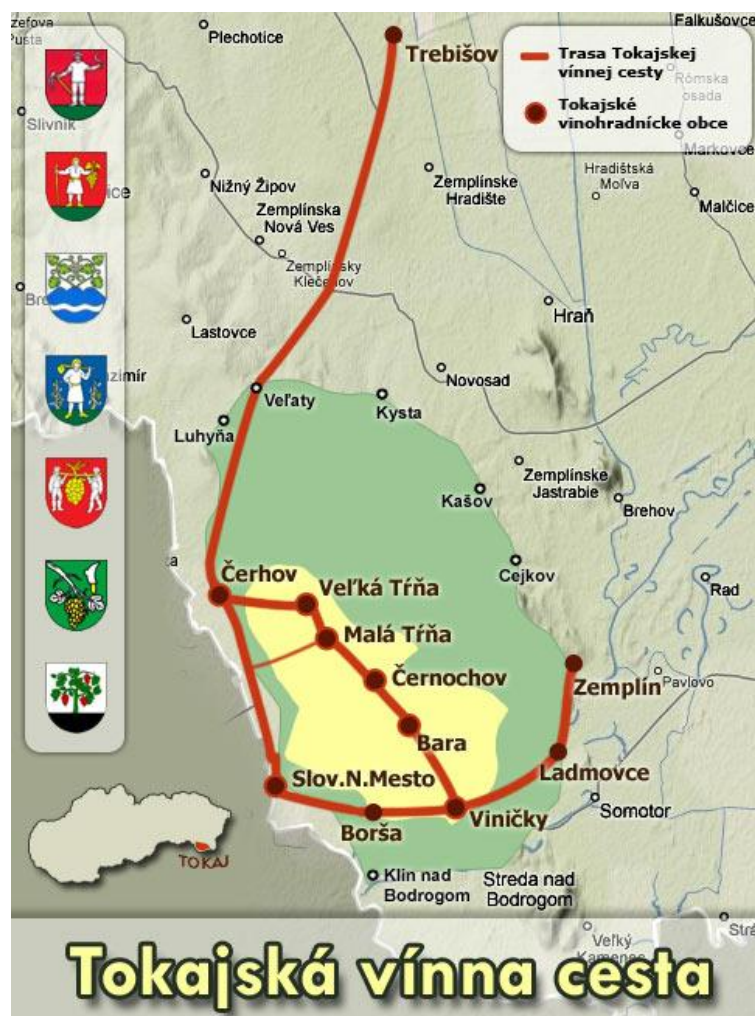 Plechotice
Falkušovce
Trebišov
Trasa Tokajskej
vínnej cesty
Tokajské
vinohradnícke obce
Rómska
osada
Slivník
Hradištská
Moľva
Malčice
Nižný Žipov
Zemplínske
Hradište
Zemplínska
Nová Ves
Zemplínsky
Klečenov
Hraň
Lastovce
Novosad
Veľaty
Kysta
Luhyňa
Zemplínske
Jastrabie
Kašov
Brehov
Cejkov
Rad
Čerhov
Veľká Tŕňa
Malá Tŕňa
Černochov
Zemplín
Pavlovo
Bara
Ladmovce
Slov.N.Mesto
Viničky
Somotor
Borša
TOKAJ
Klin nad
Bodrogom
Streda nad
Bodrogom
Veľký
Kamenec
Tokajská vínna cesta